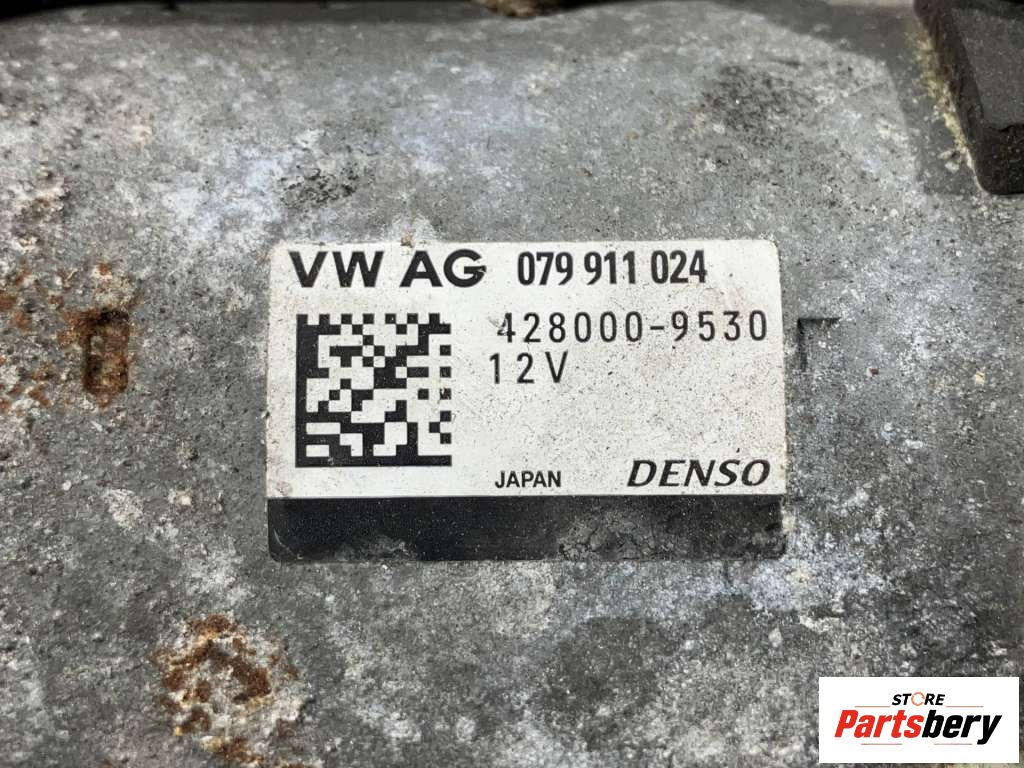 VW AG 079 911 024
428000-9530
12V
JAPAN DENSO
STORE
Partsbery